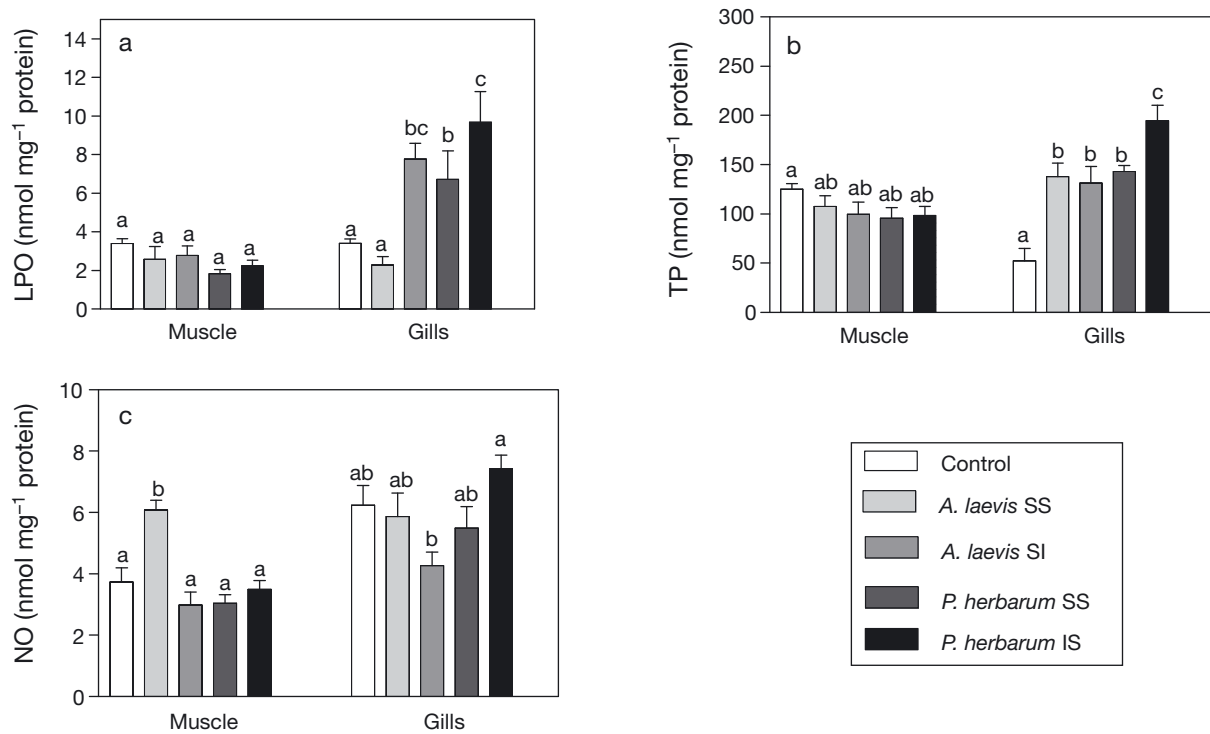 a
LPO (nmol mg⁻¹ protein)
14
12
10
8
6
4
2
0
a
a
a
a
a
a
a
bc
b
c
Muscle
Gills
b
TP (nmol mg⁻¹ protein)
300
250
200
150
100
50
0
a
ab
ab
ab
ab
a
b
b
b
c
Muscle
Gills
c
NO (nmol mg⁻¹ protein)
10
8
6
4
2
0
a
b
a
a
a
ab
ab
b
ab
a
Muscle
Gills
Control
A. laevis SS
A. laevis SI
P. herbarum SS
P. herbarum IS